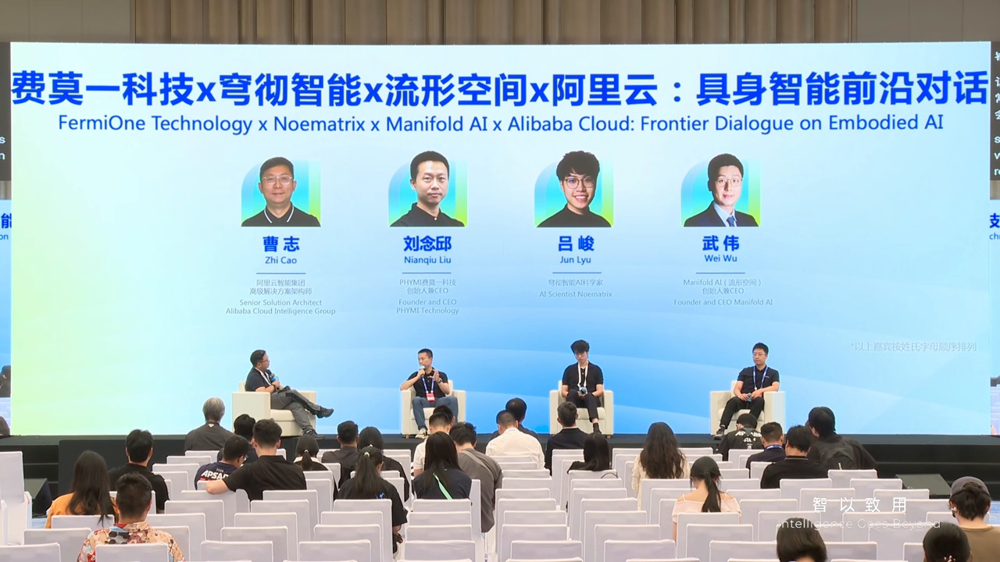 费莫一科技x穹彻智能x流形空间x阿里云：具身智能前沿对话
FermiOne Technology x Noematrix x Manifold AI x Alibaba Cloud: Frontier Dialogue on Embodied AI
曹 志
Zhi Cao
阿里云智能集团
高级解决方案架构师
Senior Solution Architect
Alibaba Cloud Intelligence Group
刘念邱
Nianqiu Liu
PHYMI费莫一科技
创始人兼CEO
Founder and CEO
PHYMI Technology
吕 峻
Jun Lyu
穹彻智能AI科学家
AI Scientist Noematrix
武 伟
Wei Wu
Manifold AI（流形空间）
创始人兼CEO
Founder and CEO Manifold AI
*以上嘉宾按姓氏字母顺序排列
智以致用
Intelligence Goes Beyond